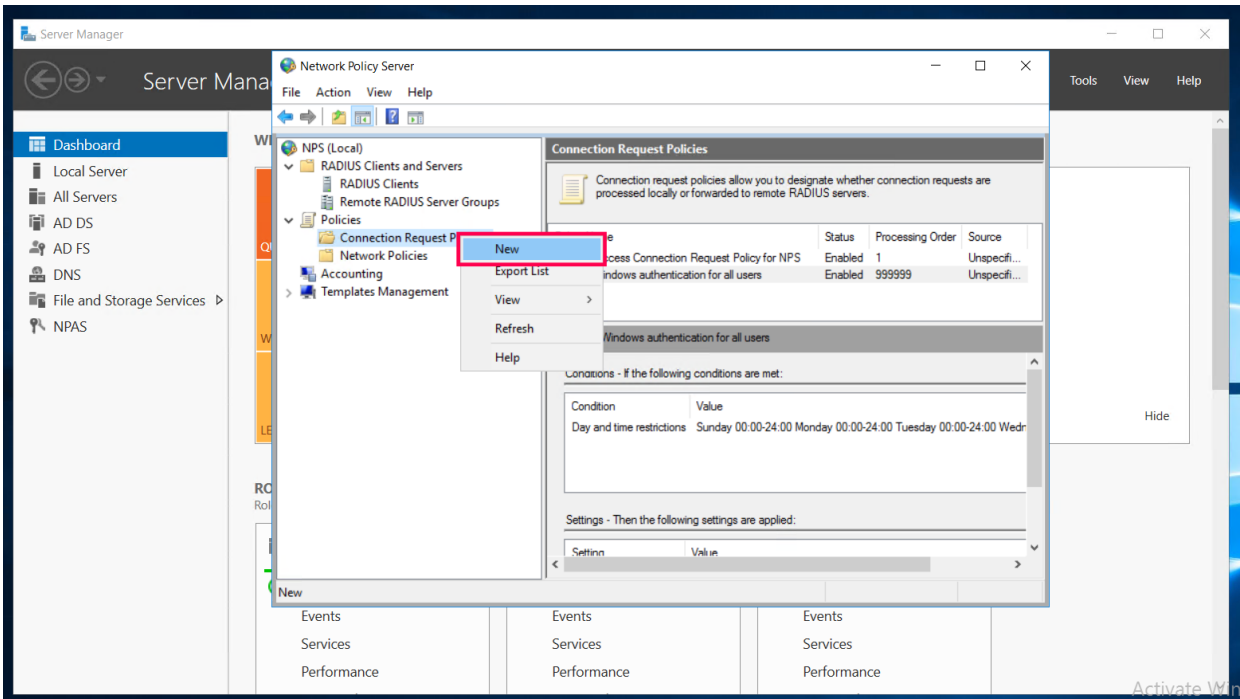 Server Manager
Server Mana
Tools View Help
Dashboard
Local Server
All Servers
AD DS
AD FS
DNS
File and Storage Services
NPAS
Network Policy Server
File Action View Help
NPS (Local)
RADIUS Clients and Servers
RADIUS Clients
Remote RADIUS Server Groups
Policies
Connection Request P
Network Policies
Accounting
Templates Management
New
Export List
View
Refresh
Help
Connection Request Policies
Connection request policies allow you to designate whether connection requests are
processed locally or forwarded to remote RADIUS servers.
Status Processing Order Source
ccess Connection Request Policy for NPS Enabled 1 Unspecifi...
indows authentication for all users Enabled 999999 Unspecifi...
Windows authentication for all users
Conditions - If the following conditions are met:
Condition Value
Day and time restrictions Sunday 00:00-24:00 Monday 00:00-24:00 Tuesday 00:00-24:00 Wedn
Settings - Then the following settings are applied:
Setting Value
New
Hide
Events Events Events
Services Services Services
Performance Performance Performance
Activate Win